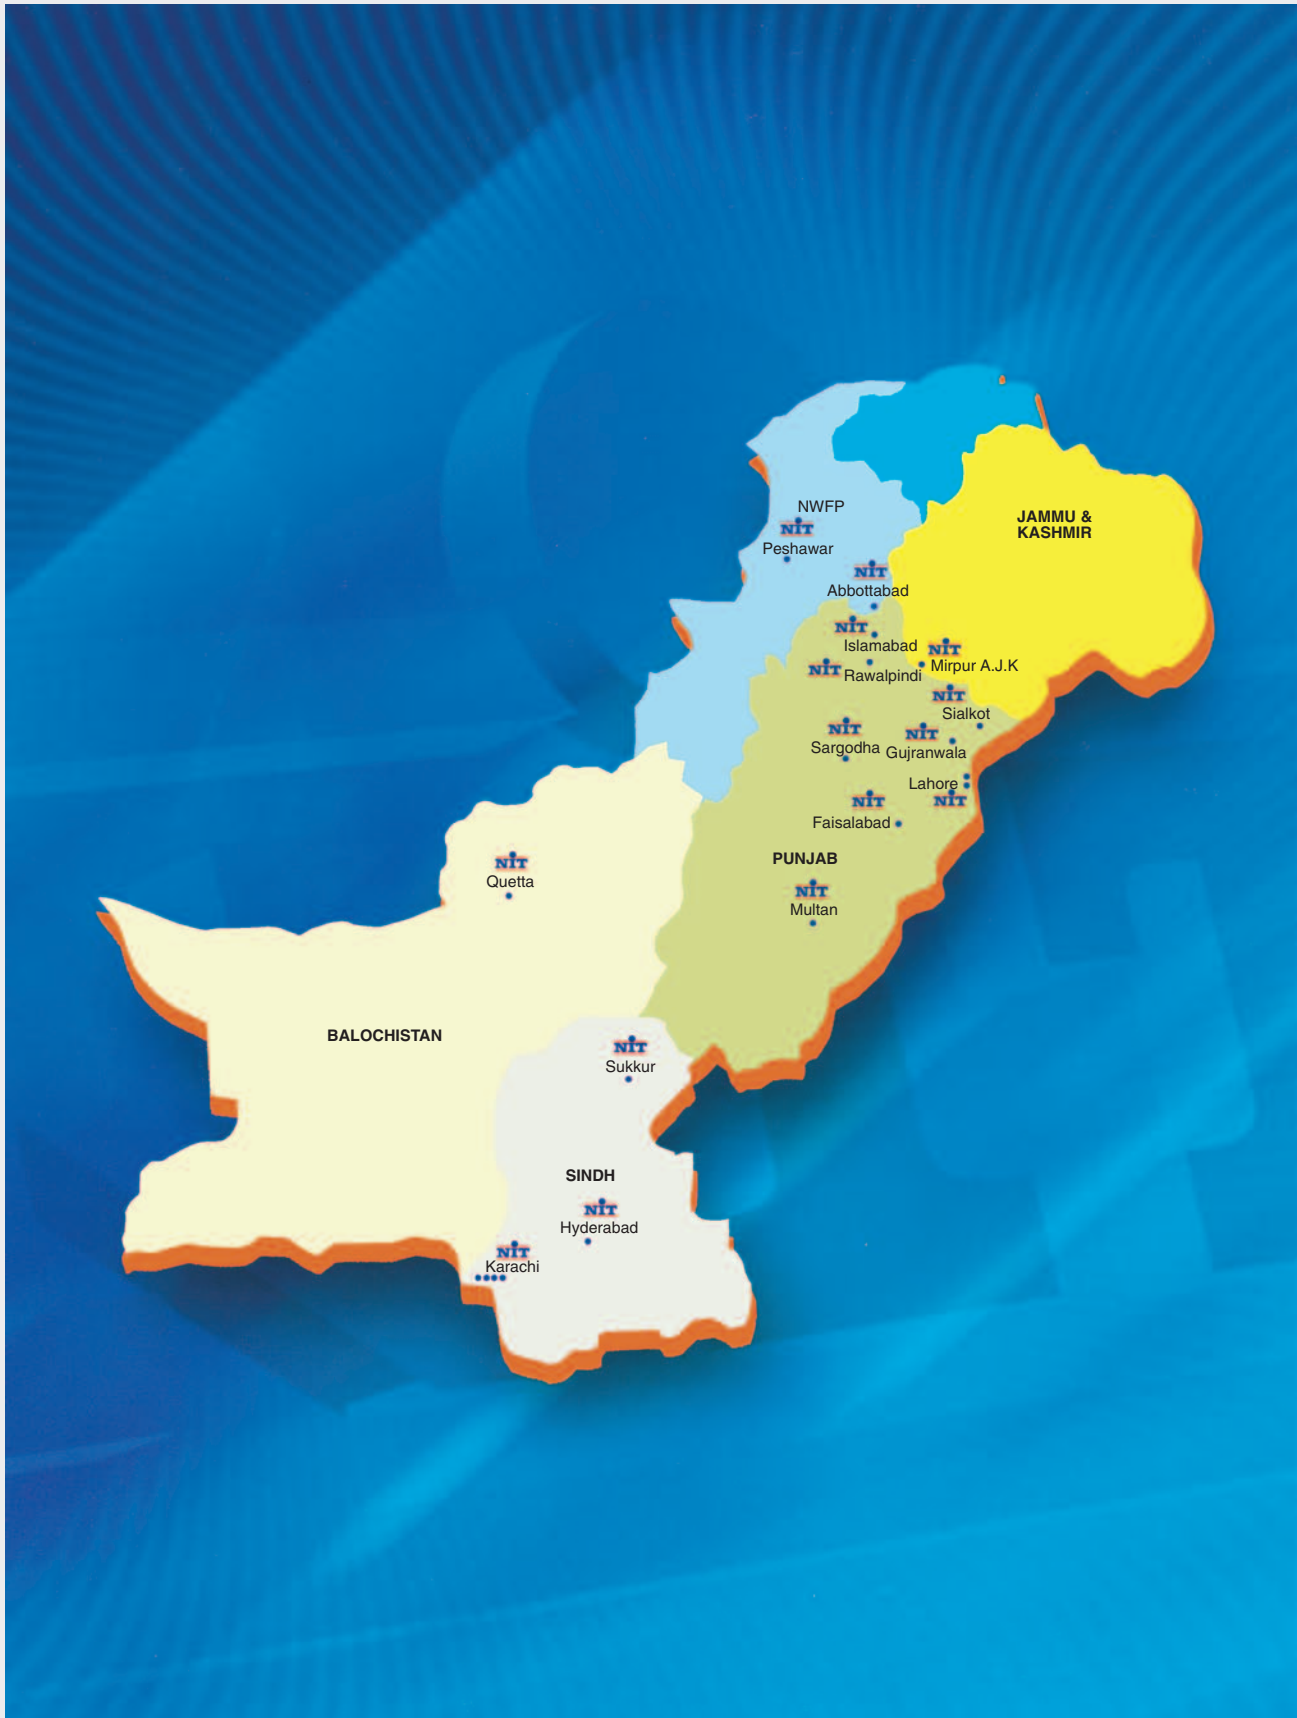 NWFP
NIT
Peshawar
JAMMU &
KASHMIR
NIT
Abbottabad
NIT
Islamabad
NIT
Rawalpindi
NIT
Mirpur A.J.K
NIT
Sialkot
NIT
Sargodha
NIT
Gujranwala
Lahore
NIT
NIT
Faisalabad
PUNJAB
NIT
Quetta
NIT
Multan
BALOCHISTAN
NIT
Sukkur
SINDH
NIT
Hyderabad
NIT
Karachi